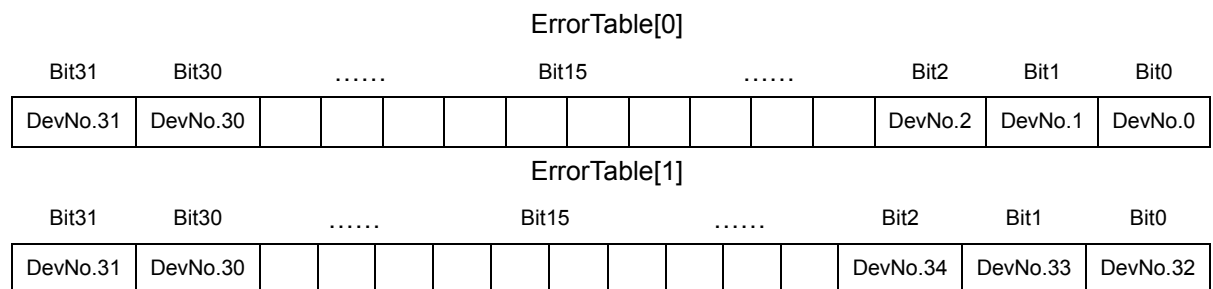 ErrorTable[0]
Bit31 Bit30 …… Bit15 …… Bit2 Bit1 Bit0
DevNo.31 DevNo.30 DevNo.2 DevNo.1 DevNo.0
ErrorTable[1]
Bit31 Bit30 …… Bit15 …… Bit2 Bit1 Bit0
DevNo.31 DevNo.30 DevNo.34 DevNo.33 DevNo.32